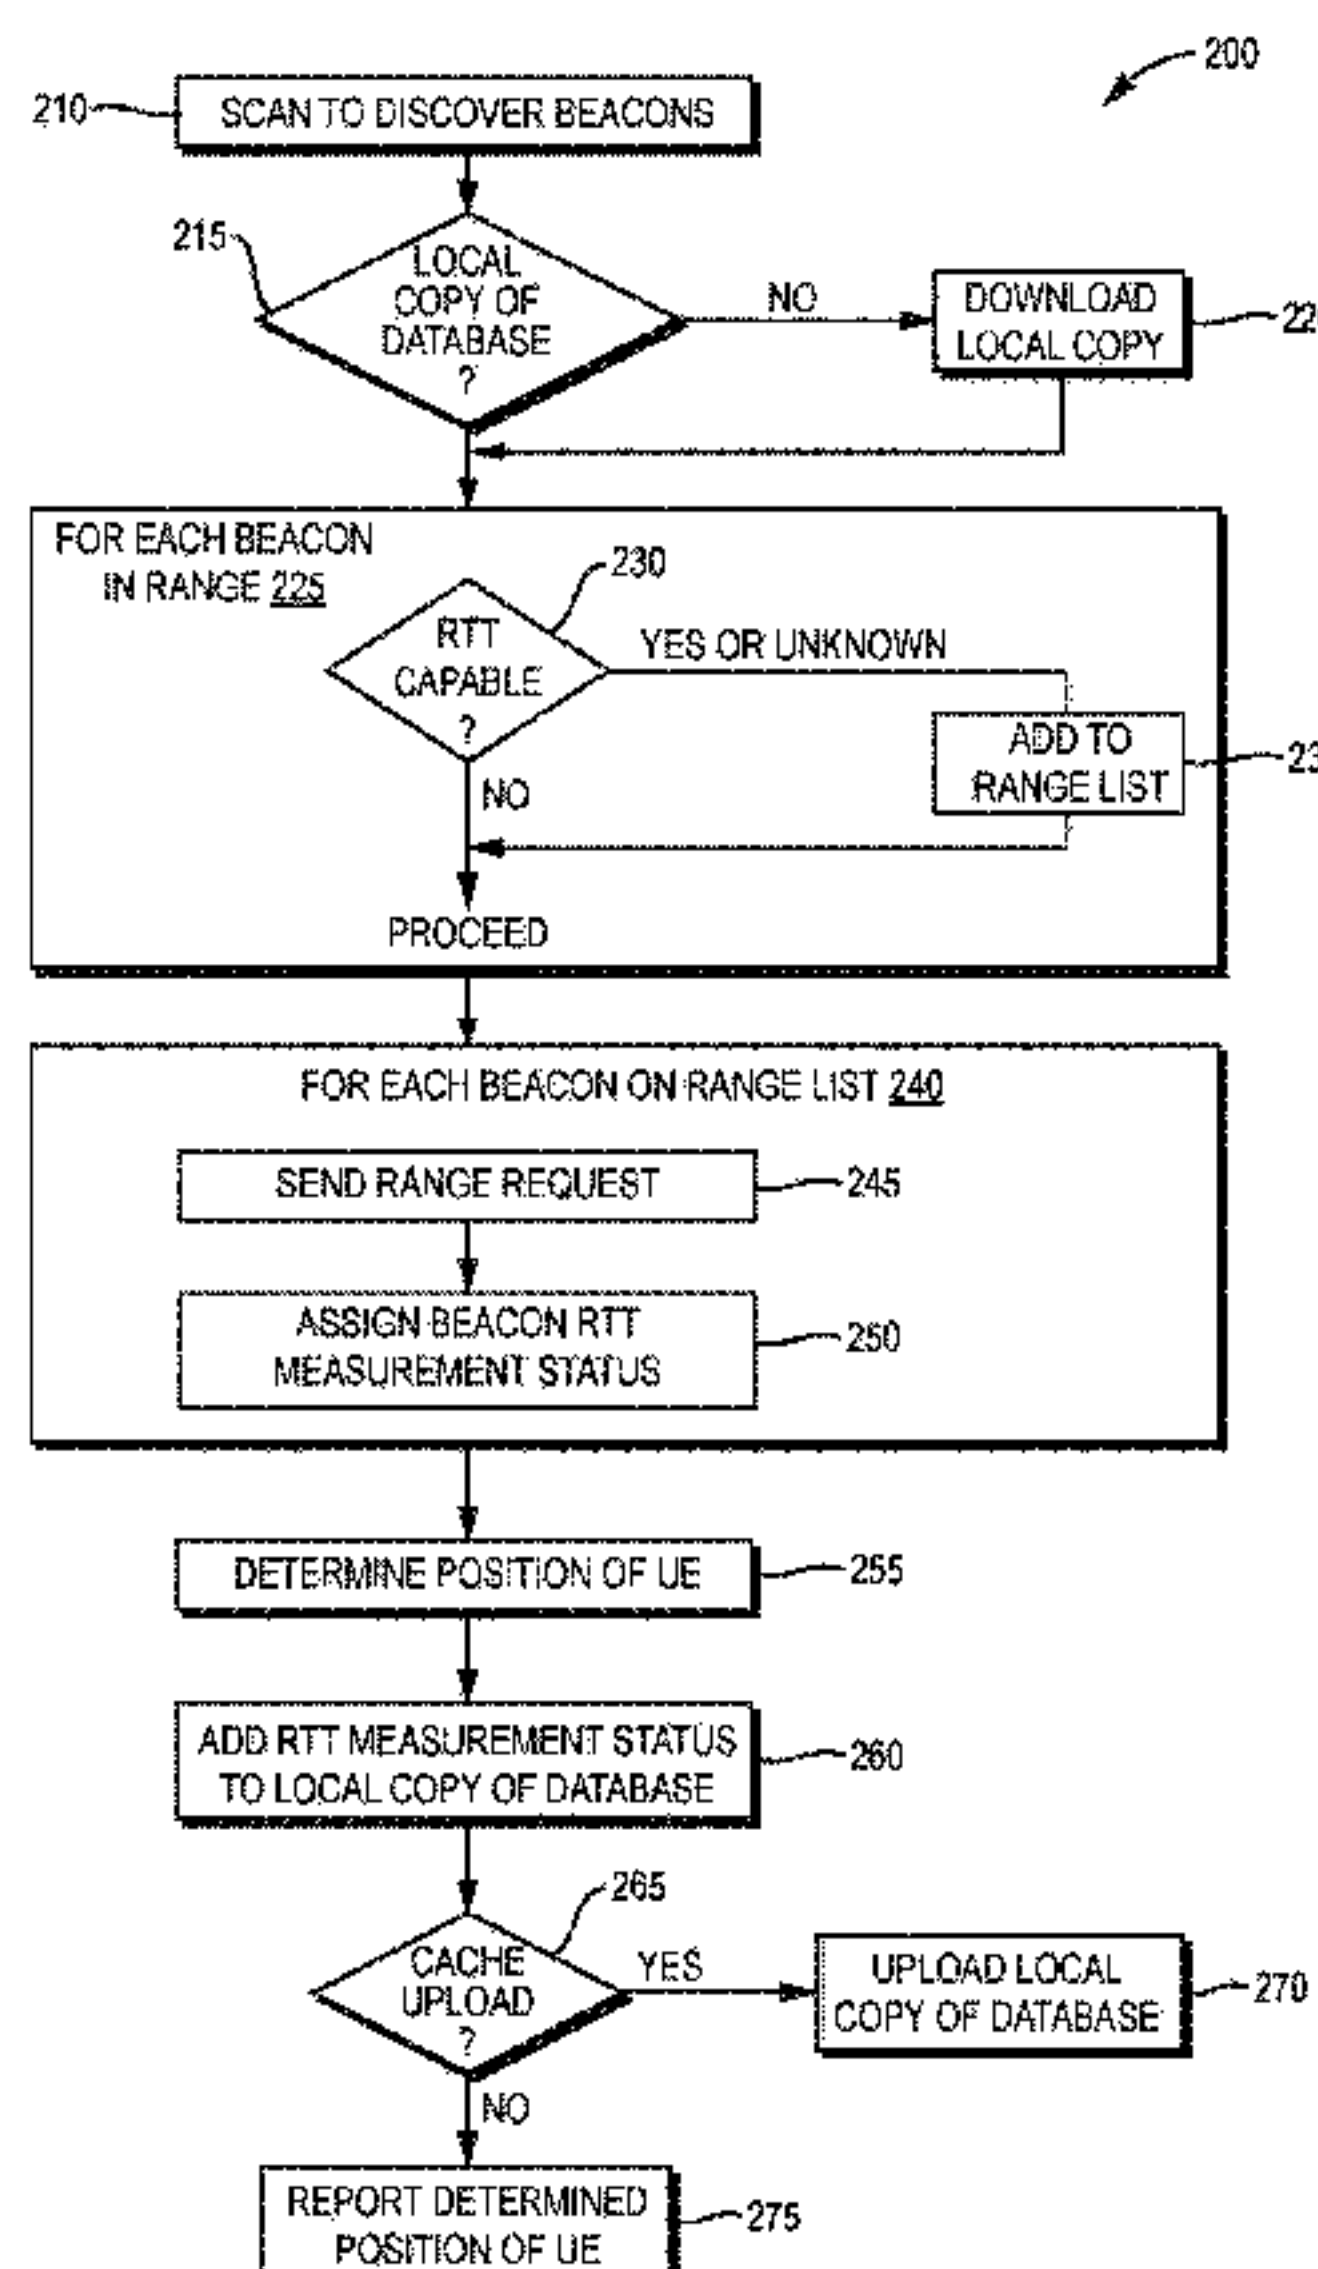 200
210
SCAN TO DISCOVER BEACONS
215
LOCAL
COPY OF
DATABASE
?
NO
DOWNLOAD
LOCAL COPY
FOR EACH BEACON
IN RANGE 225
230
RTT
CAPABLE
?
YES OR UNKNOWN
ADD TO
RANGE LIST
NO
PROCEED
FOR EACH BEACON ON RANGE LIST 240
SEND RANGE REQUEST
245
ASSIGN BEACON RTT
MEASUREMENT STATUS
250
DETERMINE POSITION OF UE
255
ADD RTT MEASUREMENT STATUS
TO LOCAL COPY OF DATABASE
260
265
CACHE
UPLOAD
?
YES
UPLOAD LOCAL
COPY OF DATABASE
270
NO
REPORT DETERMINED
POSITION OF UE
275